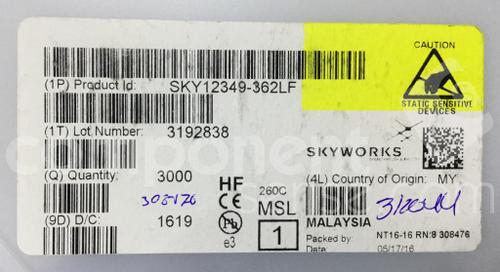 CAUTION
(1P) Product Id: SKY12349-362LF
STATIC SENSITIVE
DEVICES
(1T) Lot Number: 3192838
SKYWORKS
(Q) Quantity: 3000
(4L) Country of Origin: MY
HF
CE
260C
MSL
1
Pb
e3
(9D) D/C: 1619
MALAYSIA
NT16-16 RN:8 308476
Packed by:
Date: 05/17/16